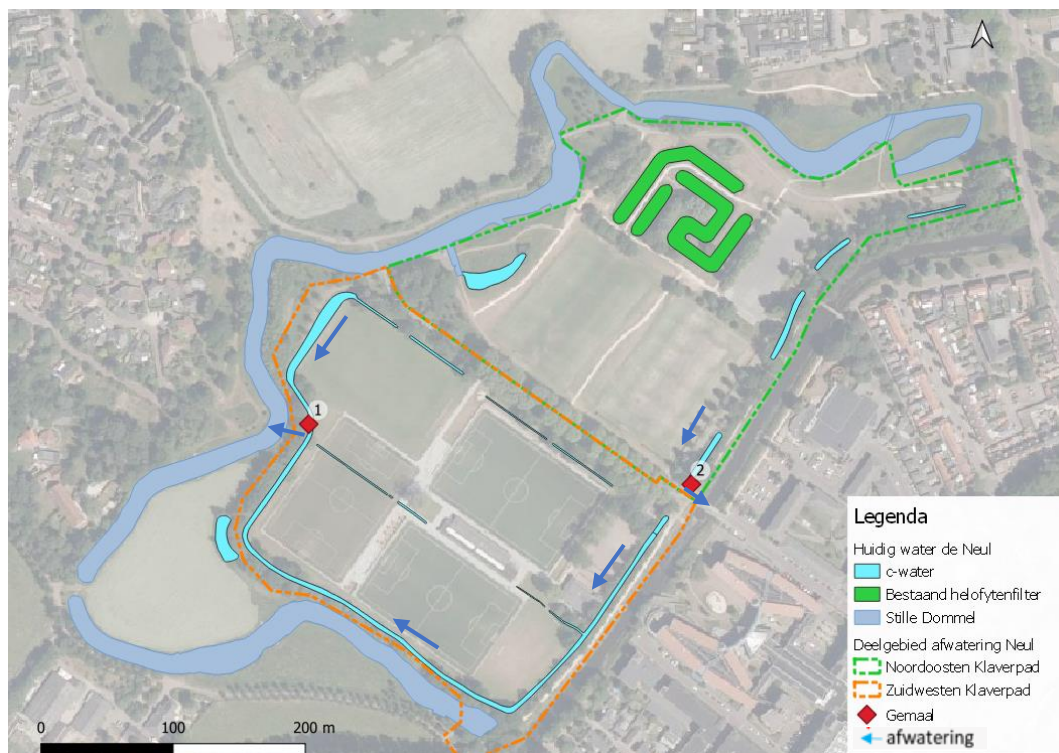 1
2
Legenda
Huidig water de Neul
c-water
Bestaand helofytenfilter
Stille Dommel
Deelgebied afwatering Neul
Noordoosten Klaverpad
Zuidwesten Klaverpad
Gemaal
afwatering
0 100 200 m